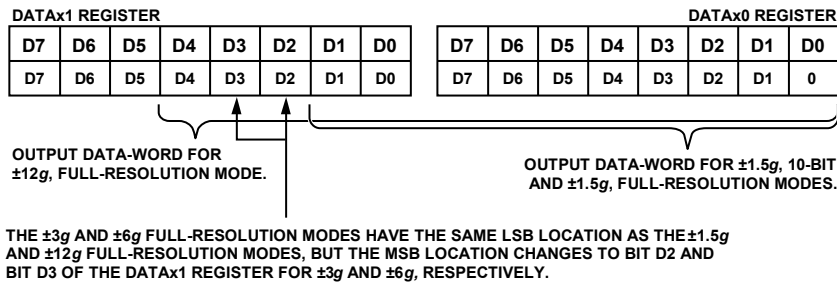 DATAx1 REGISTER
DATAx0 REGISTER
D7 D6 D5 D4 D3 D2 D1 D0
D7 D6 D5 D4 D3 D2 D1 D0
D7 D6 D5 D4 D3 D2 D1 D0
D7 D6 D5 D4 D3 D2 D1 0
OUTPUT DATA-WORD FOR
±12g, FULL-RESOLUTION MODE.
OUTPUT DATA-WORD FOR ±1.5g, 10-BIT
AND ±1.5g, FULL-RESOLUTION MODES.
THE ±3g AND ±6g FULL-RESOLUTION MODES HAVE THE SAME LSB LOCATION AS THE ±1.5g
AND ±12g FULL-RESOLUTION MODES, BUT THE MSB LOCATION CHANGES TO BIT D2 AND
BIT D3 OF THE DATAx1 REGISTER FOR ±3g AND ±6g, RESPECTIVELY.